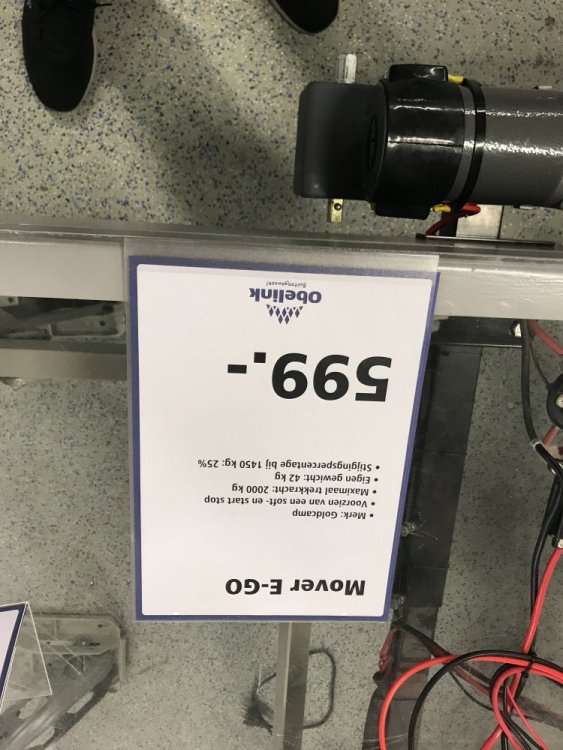 Mover E-GO
• Merk: Goldcamp
• Voorzien van een soft- en start stop
• Maximaal trekkracht: 2000 kg
• Eigen gewicht: 42 kg
• Stijgingspercentage bij 1450 kg: 25%
599.-
Obelink
Buitengewoon!